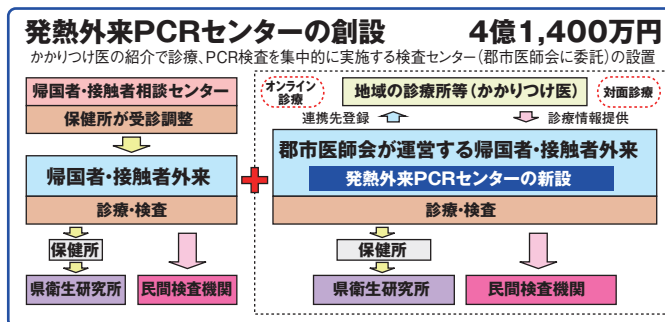 発熱外来PCRセンターの創設 4億1,400万円
かかりつけ医の紹介で診療、PCR検査を集中的に実施する検査センター(郡市医師会に委託)の設置
帰国者・接触者相談センター
保健所が受診調整
帰国者・接触者外来
診療・検査
保健所
県衛生研究所
民間検査機関
オンライン
診療
地域の診療所等(かかりつけ医)
対面診療
連携先登録
診療情報提供
郡市医師会が運営する帰国者・接触者外来
発熱外来PCRセンターの新設
診療・検査
保健所
県衛生研究所
民間検査機関